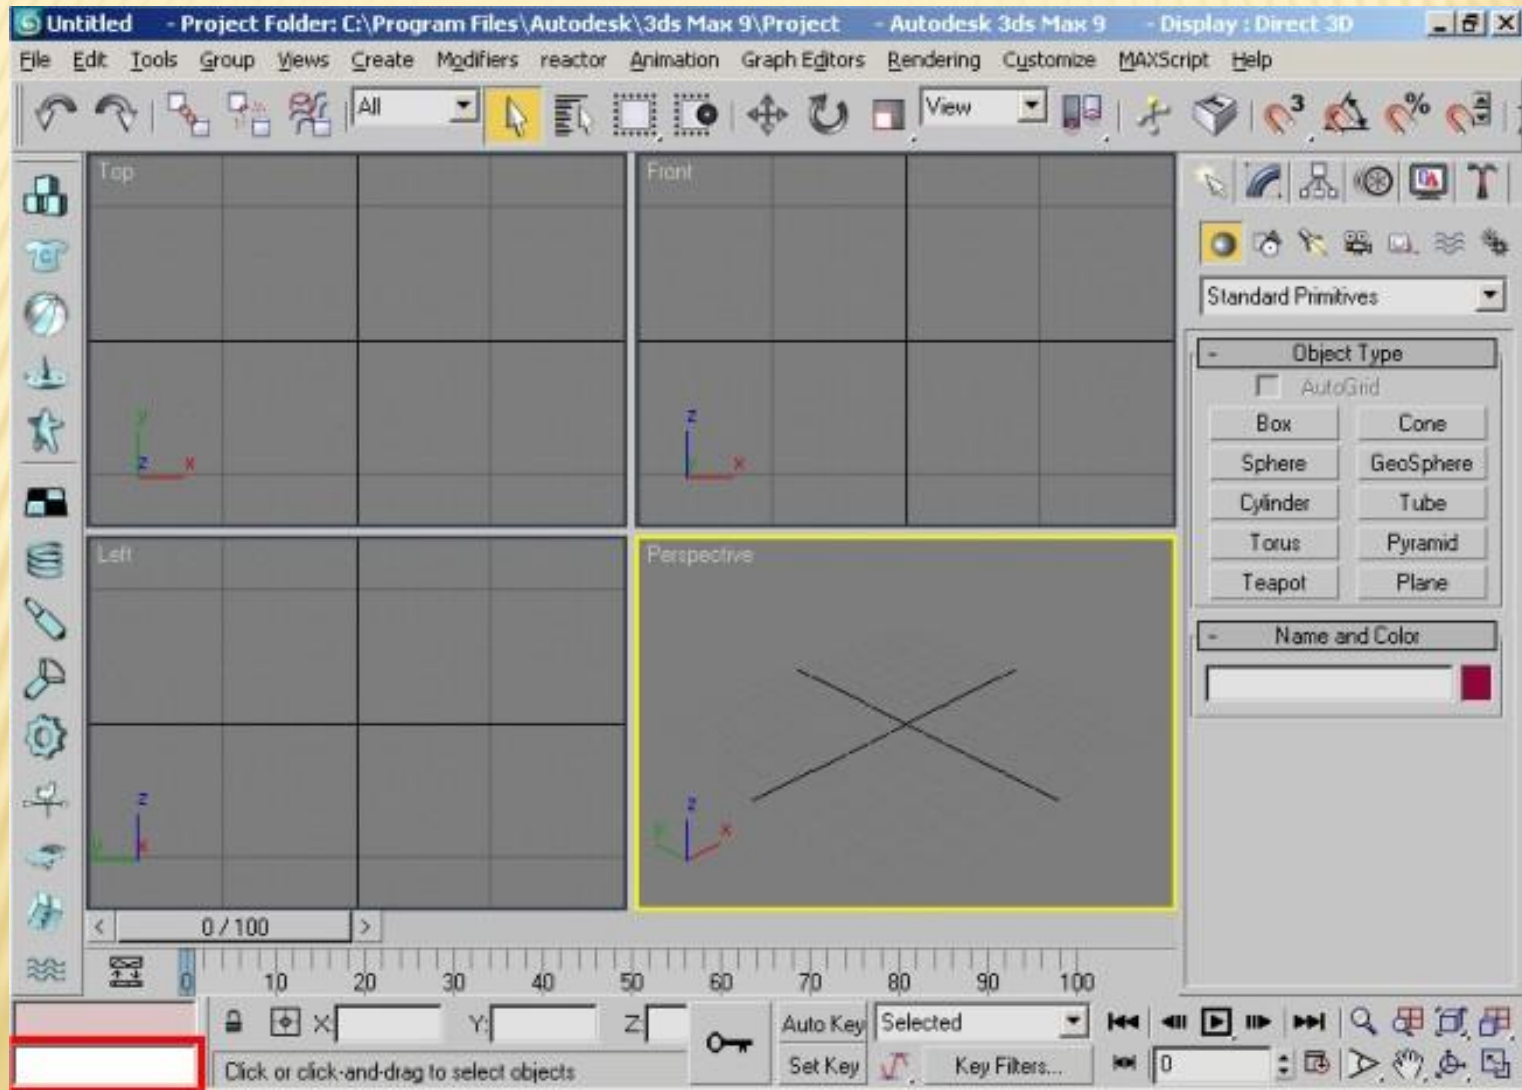 Untitled - Project Folder: C:\Program Files\Autodesk\3ds Max 9\Project - Autodesk 3ds Max 9 - Display : Direct 3D
File Edit Tools Group Views Create Modifiers reactor Animation Graph Editors Rendering Customize MAXScript Help
All View 3 %
Top
Front
Standard Primitives
- Object Type
AutoGrid
Box Cone
Sphere GeoSphere
Cylinder Tube
Torus Pyramid
Teapot Plane
- Name and Color
y
z x
z
y x
Left
Perspective
z
y x
z
y x
< 0 / 100 >
0 10 20 30 40 50 60 70 80 90 100
X: Y: Z: Auto Key Selected
Click or click-and-drag to select objects Set Key Key Filters... 0